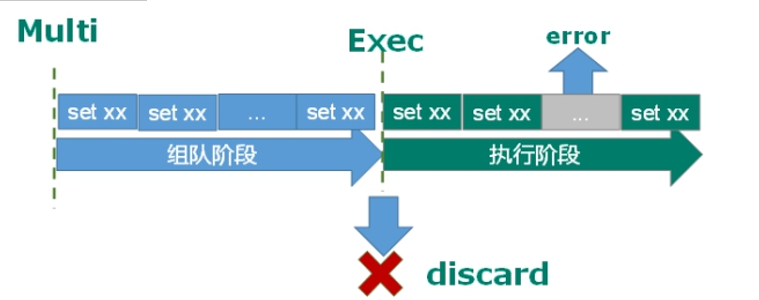 Multi
Exec
error
set xx set xx ... set xx set xx set xx ... set xx
组队阶段 执行阶段
discard